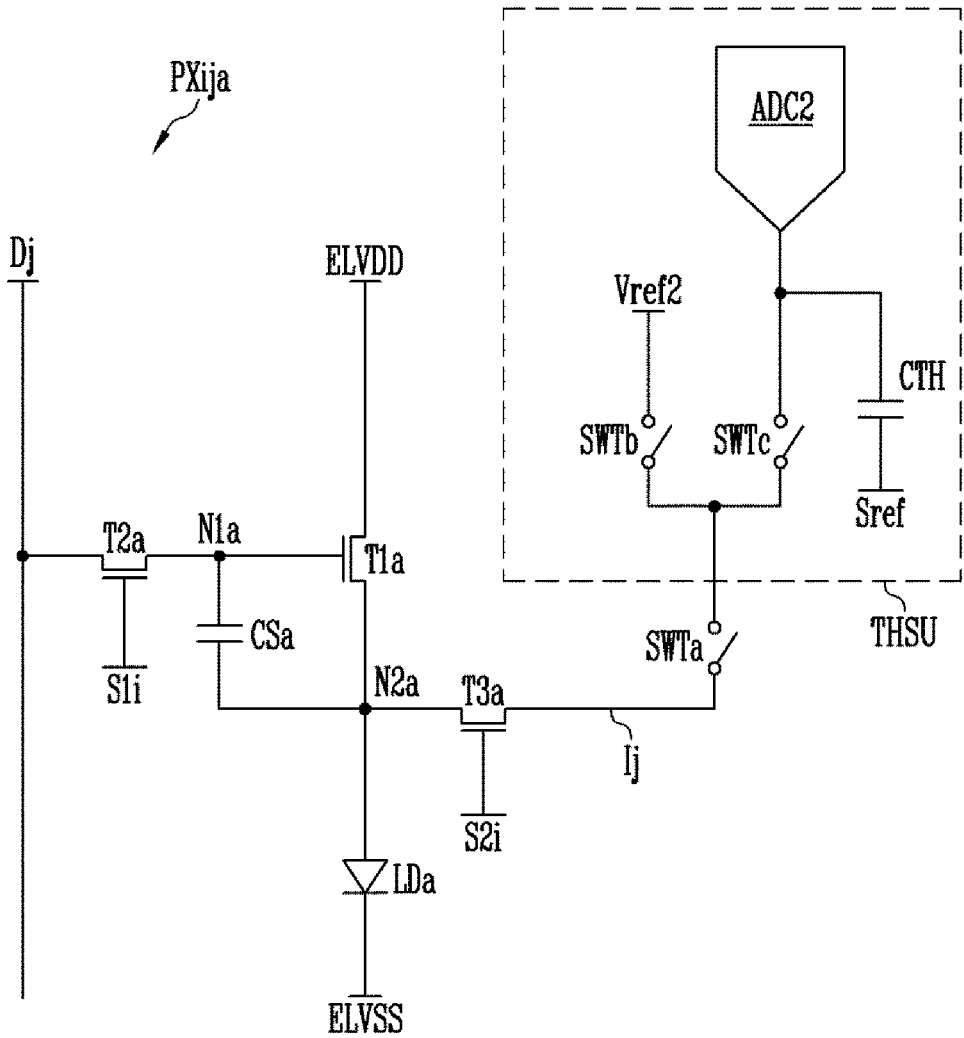 PXija
ADC2
Dj
ELVDD
Vref2
CTH
SWTb
SWTc
Sref
T2a
N1a
T1a
THSU
CSa
SWTa
S1i
N2a
T3a
Ij
S2i
LDa
ELVSS